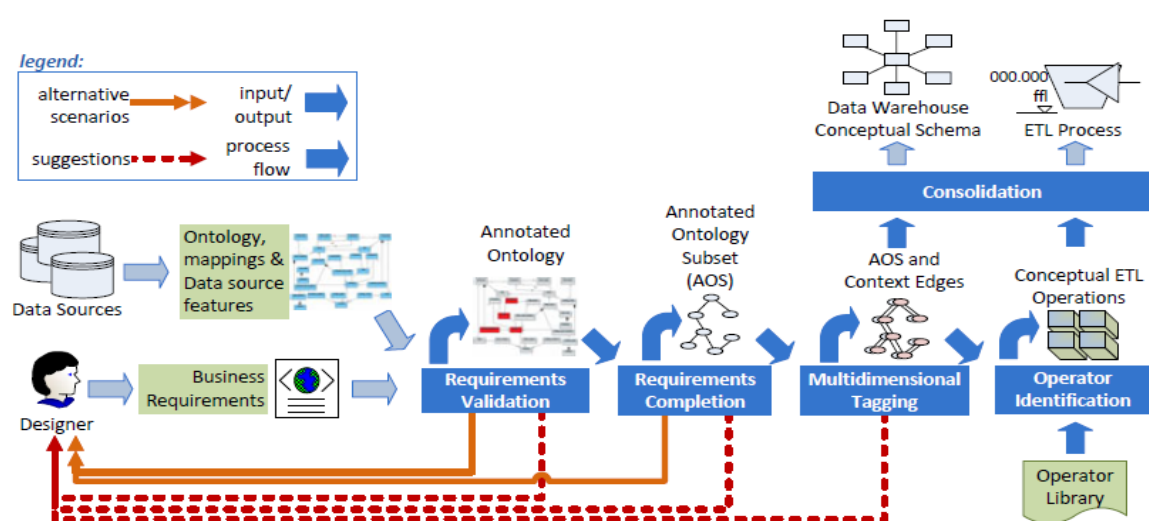 legend:
alternative
scenarios
input/
output
suggestions
process
flow
000.000
ffl
Data Warehouse
Conceptual Schema
ETL Process
Consolidation
Data Sources
Ontology,
mappings &
Data source
features
Annotated
Ontology
Annotated
Ontology
Subset
(AOS)
AOS and
Context Edges
Conceptual ETL
Operations
Designer
Business
Requirements
Requirements
Validation
Requirements
Completion
Multidimensional
Tagging
Operator
Identification
Operator
Library